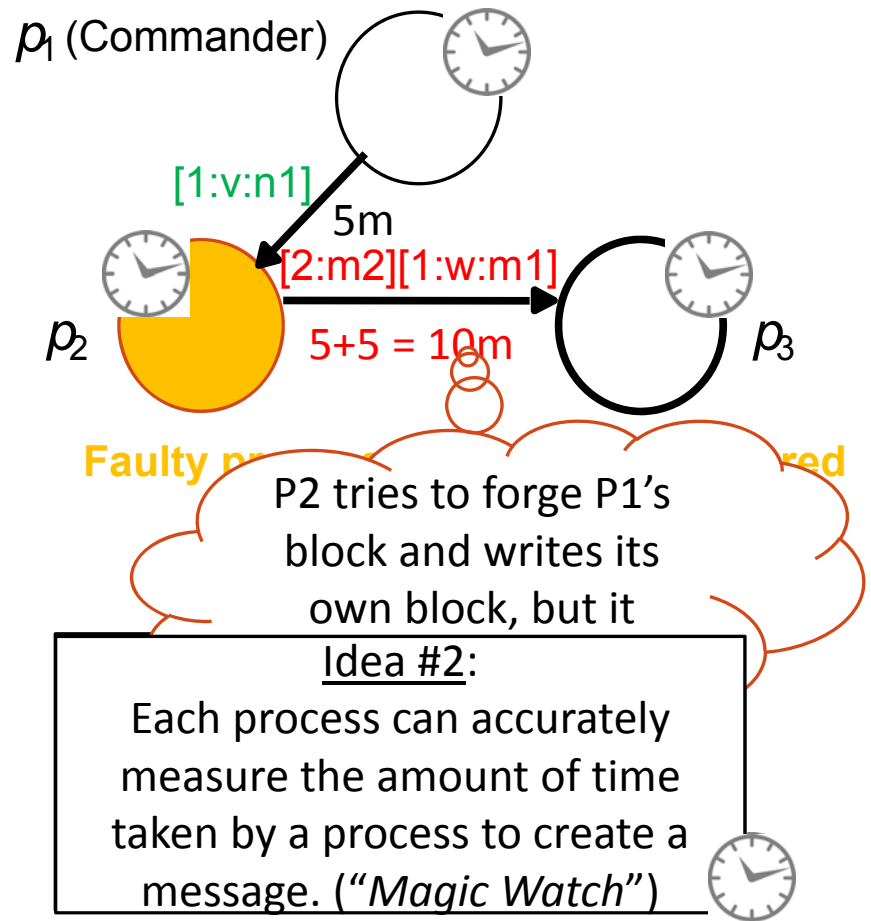 p1 (Commander)
[1:v:n1]
5m
[2:m2][1:w:m1]
p2
5+5 = 10m
p3
Faulty red
P2 tries to forge P1’s
block and writes its
own block, but it
Idea #2:
Each process can accurately
measure the amount of time
taken by a process to create a
message. (“Magic Watch”)